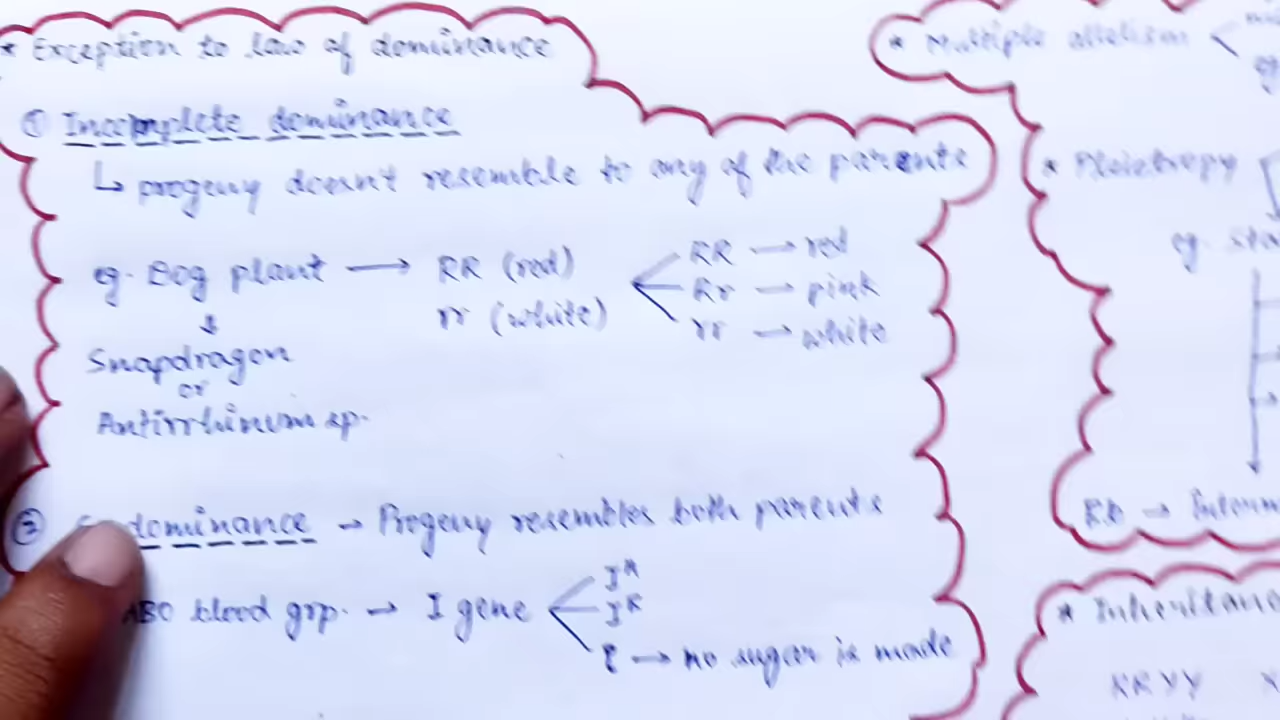 * Exception to law of dominance
① Incomplete dominance
↳ progeny doesn't resemble to any of the parents
eg. Dog plant → RR (red)
rr (white)
RR → red
Rr → pink
rr → white
↓
Snapdragon
or
Antirrhinum sp.
② dominance → Progeny resembles both parents
ABO blood grp. → I gene
I^A
I^B
i → no sugar is made
* Multiple allelism
* Pleiotropy
eg.
* Inheritance
RRYY